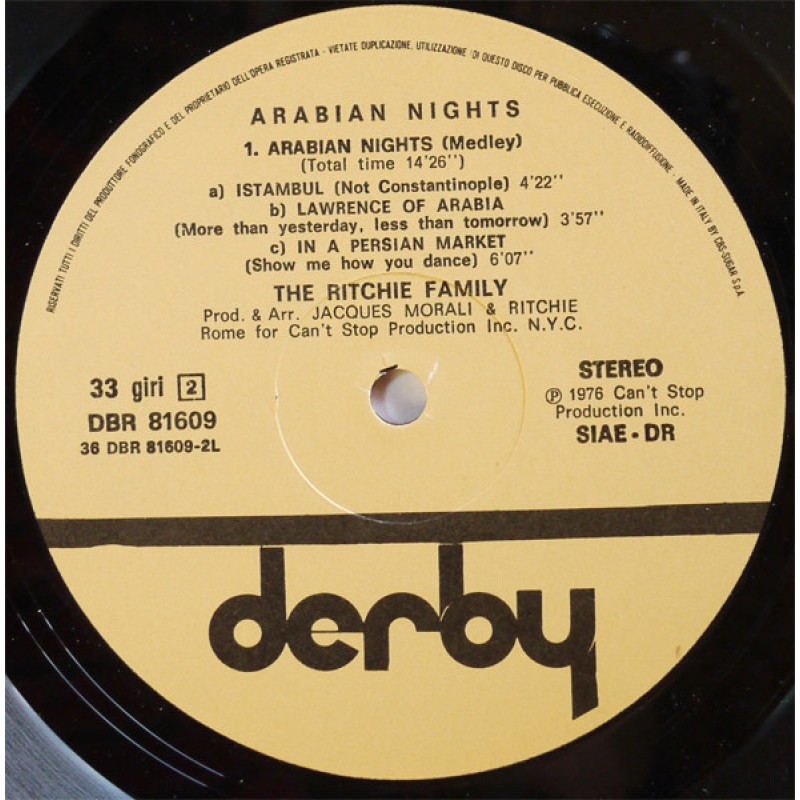 RISERVATI TUTTI I DIRITTI DEL PRODUTTORE FONOGRAFICO E DEL PROPRIETARIO DELL'OPERA REGISTRATA - VIETATE DUPLICAZIONE, UTILIZZAZIONE DI QUESTO DISCO PER PUBBLICA ESECUZIONE E RADIODIFFUSIONE. - MADE IN ITALY BY CBS-SUGAR S.p.A
ARABIAN NIGHTS
1. ARABIAN NIGHTS (Medley)
(Total time 14'26'')
a) ISTAMBUL (Not Constantinople) 4'22''
b) LAWRENCE OF ARABIA
(More than yesterday, less than tomorrow) 3'57''
c) IN A PERSIAN MARKET
(Show me how you dance) 6'07''
THE RITCHIE FAMILY
Prod. & Arr. JACQUES MORALI & RITCHIE
Rome for Can't Stop Production Inc. N.Y.C.
33 giri 2
DBR 81609
36 DBR 81609-2L
STEREO
℗ 1976 Can't Stop
Production Inc.
SIAE • DR
derby